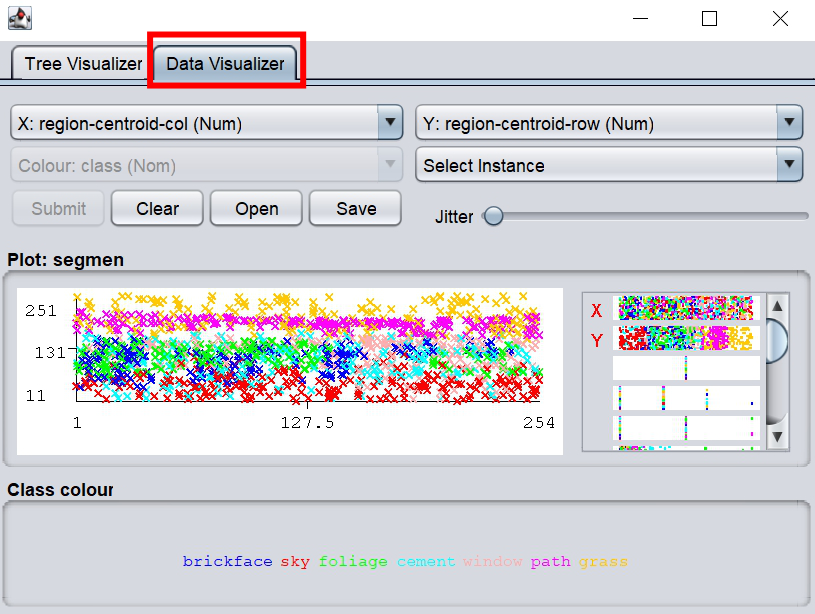 Tree Visualizer Data Visualizer
X: region-centroid-col (Num) Y: region-centroid-row (Num)
Colour: class (Nom) Select Instance
Submit Clear Open Save Jitter
Plot: segmen
251
131
11
1 127.5 254
X
Y
Class colour
brickface sky foliage cement window path grass